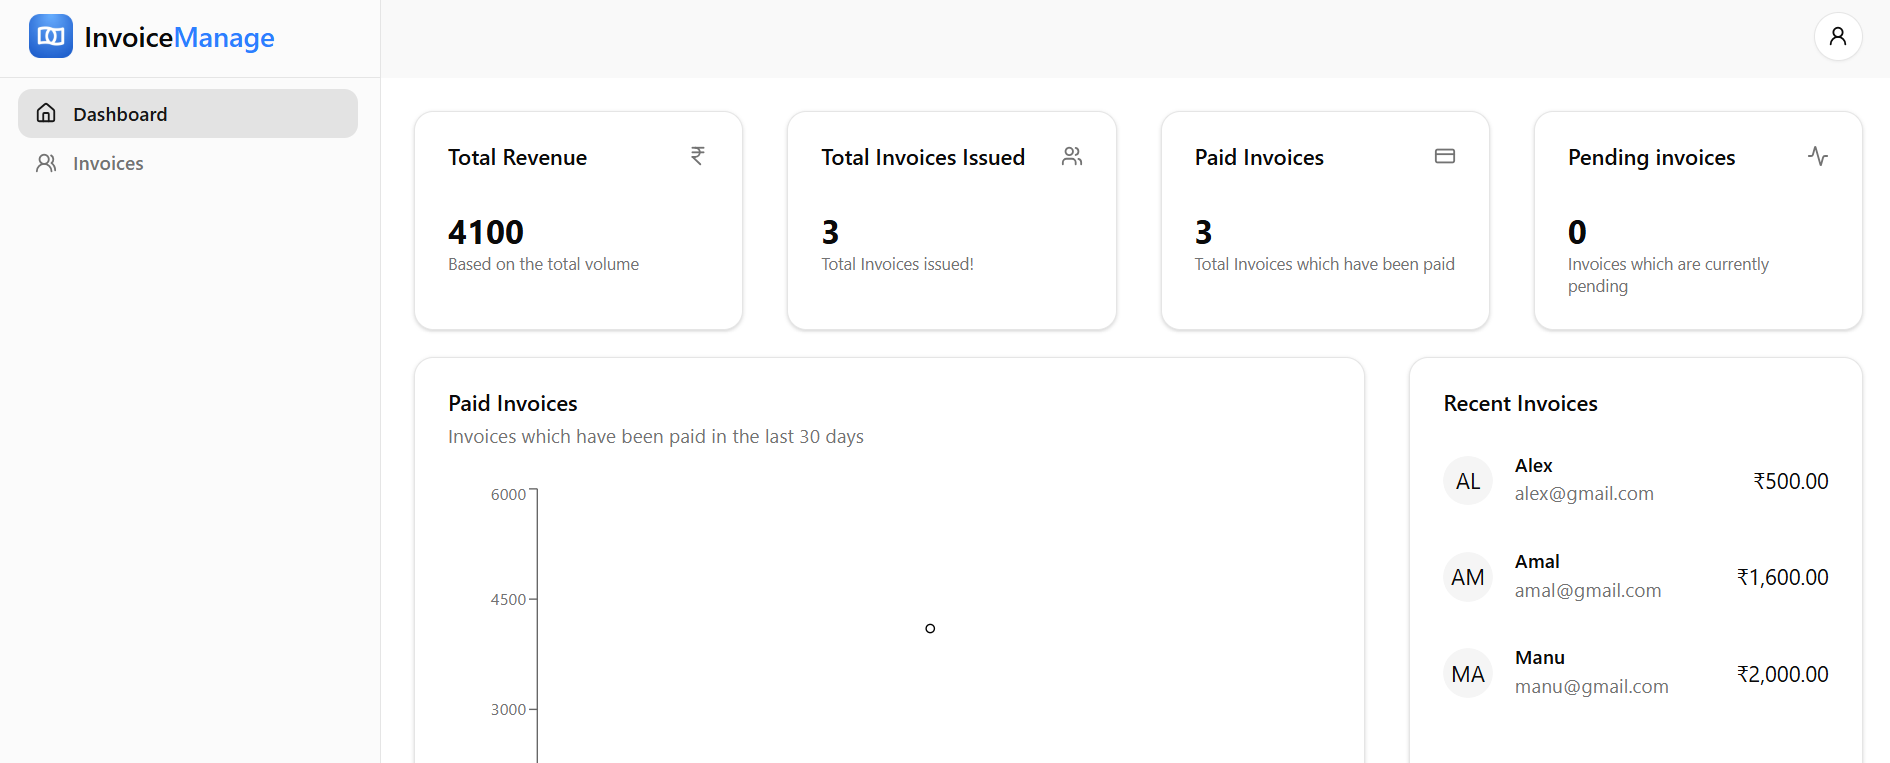 InvoiceManage
Dashboard
Invoices
Total Revenue
4100
Based on the total volume
Total Invoices Issued
3
Total Invoices issued!
Paid Invoices
3
Total Invoices which have been paid
Pending invoices
0
Invoices which are currently
pending
Paid Invoices
Invoices which have been paid in the last 30 days
6000
4500
3000
Recent Invoices
AL
Alex
alex@gmail.com
₹500.00
AM
Amal
amal@gmail.com
₹1,600.00
MA
Manu
manu@gmail.com
₹2,000.00